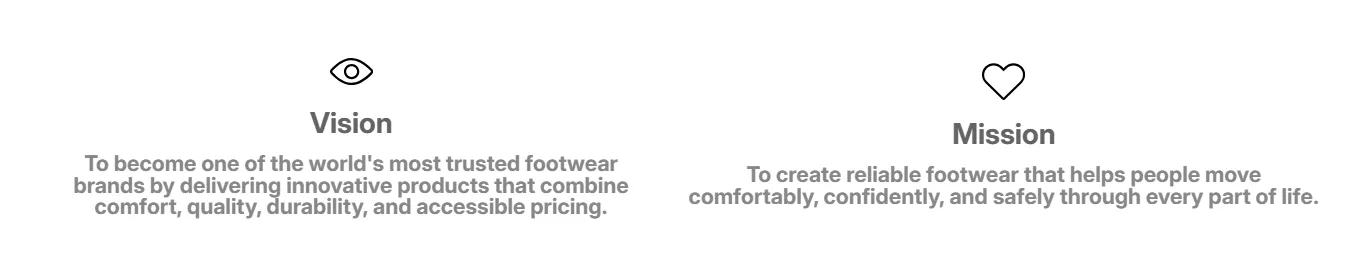 Vision
To become one of the world's most trusted footwear
brands by delivering innovative products that combine
comfort, quality, durability, and accessible pricing.
Mission
To create reliable footwear that helps people move
comfortably, confidently, and safely through every part of life.